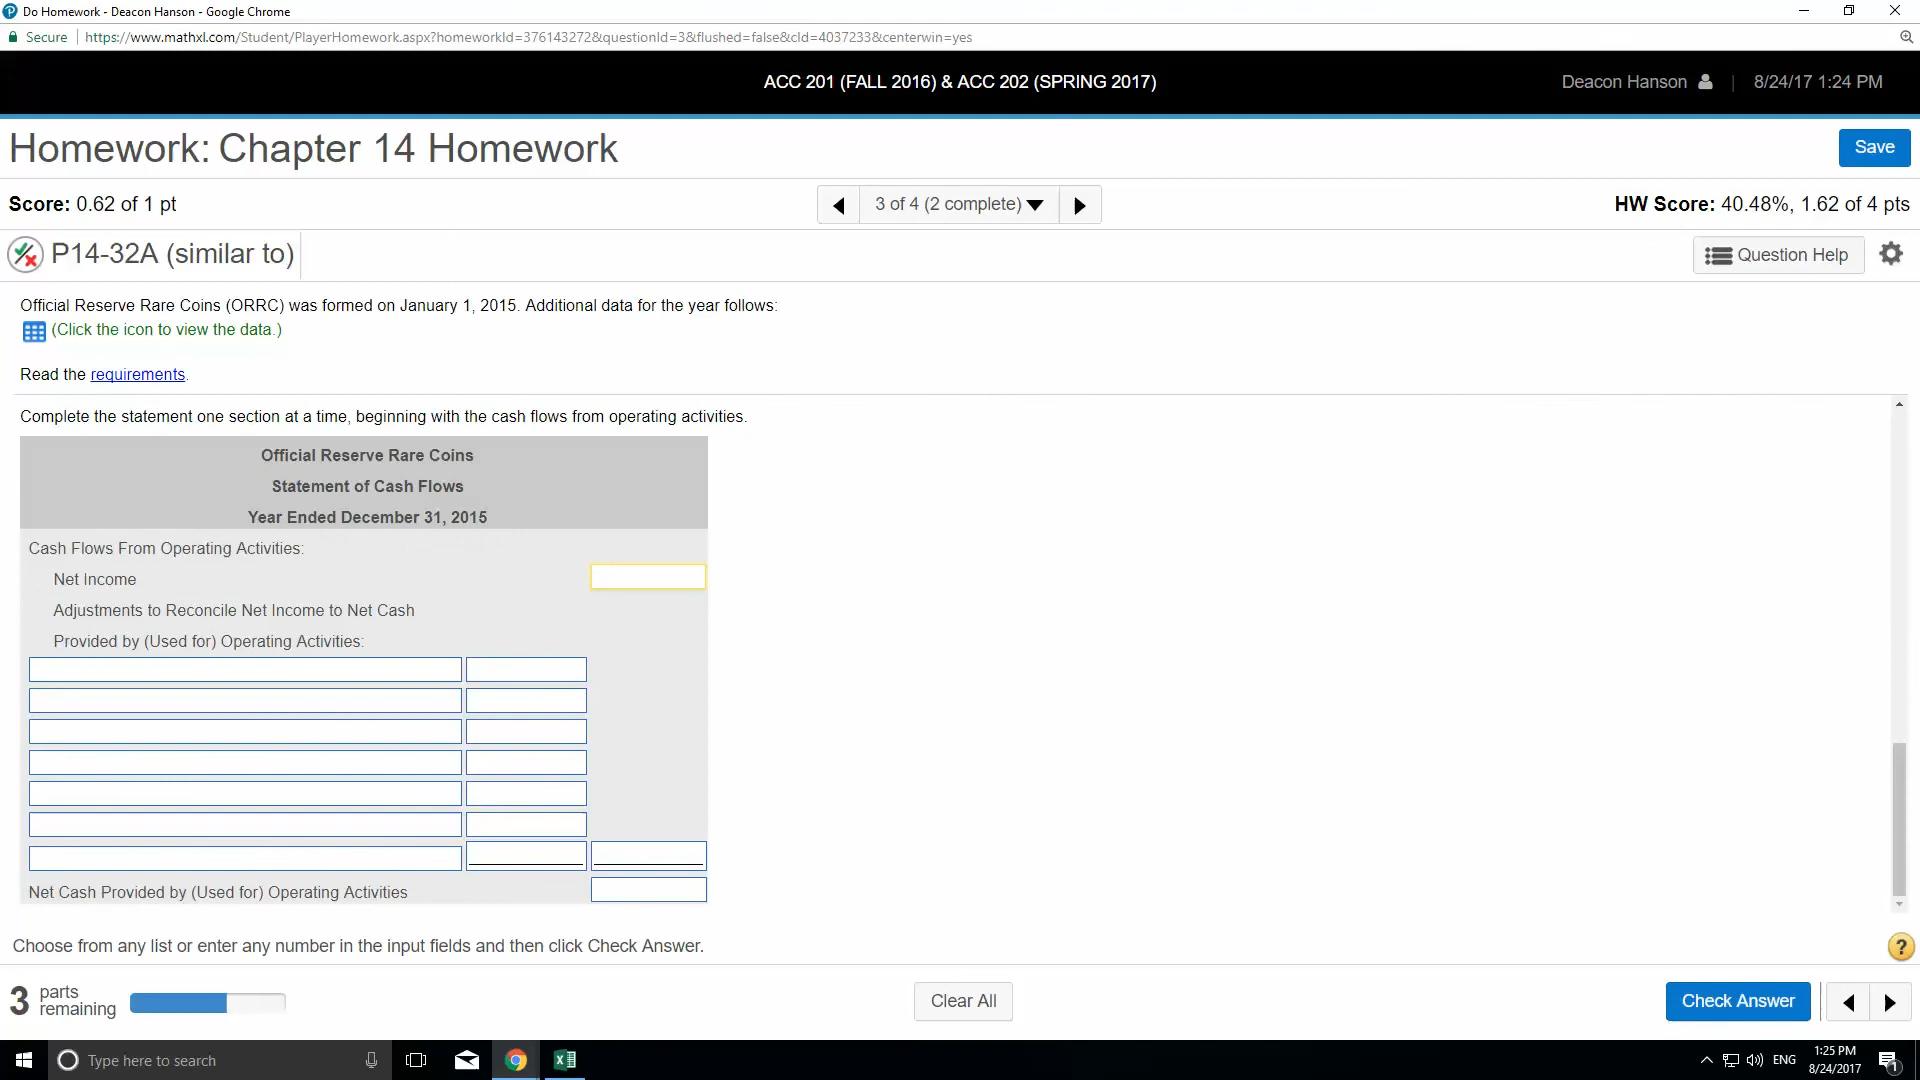 Do Homework - Deacon Hanson - Google Chrome
Secure | https://www.mathxl.com/Student/PlayerHomework.aspx?homeworkId=376143272&questionId=3&flushed=false&cId=4037233&centerwin=yes
ACC 201 (FALL 2016) & ACC 202 (SPRING 2017)
Deacon Hanson | 8/24/17 1:24 PM
Homework: Chapter 14 Homework
Save
Score: 0.62 of 1 pt
3 of 4 (2 complete)
HW Score: 40.48%, 1.62 of 4 pts
P14-32A (similar to)
Question Help
Official Reserve Rare Coins (ORRC) was formed on January 1, 2015. Additional data for the year follows:
(Click the icon to view the data.)
Read the requirements.
Complete the statement one section at a time, beginning with the cash flows from operating activities.
Official Reserve Rare Coins
Statement of Cash Flows
Year Ended December 31, 2015
Cash Flows From Operating Activities:
Net Income
Adjustments to Reconcile Net Income to Net Cash
Provided by (Used for) Operating Activities:
Net Cash Provided by (Used for) Operating Activities
Choose from any list or enter any number in the input fields and then click Check Answer.
?
3 parts
remaining
Clear All
Check Answer
Type here to search
ENG
1:25 PM
8/24/2017
1